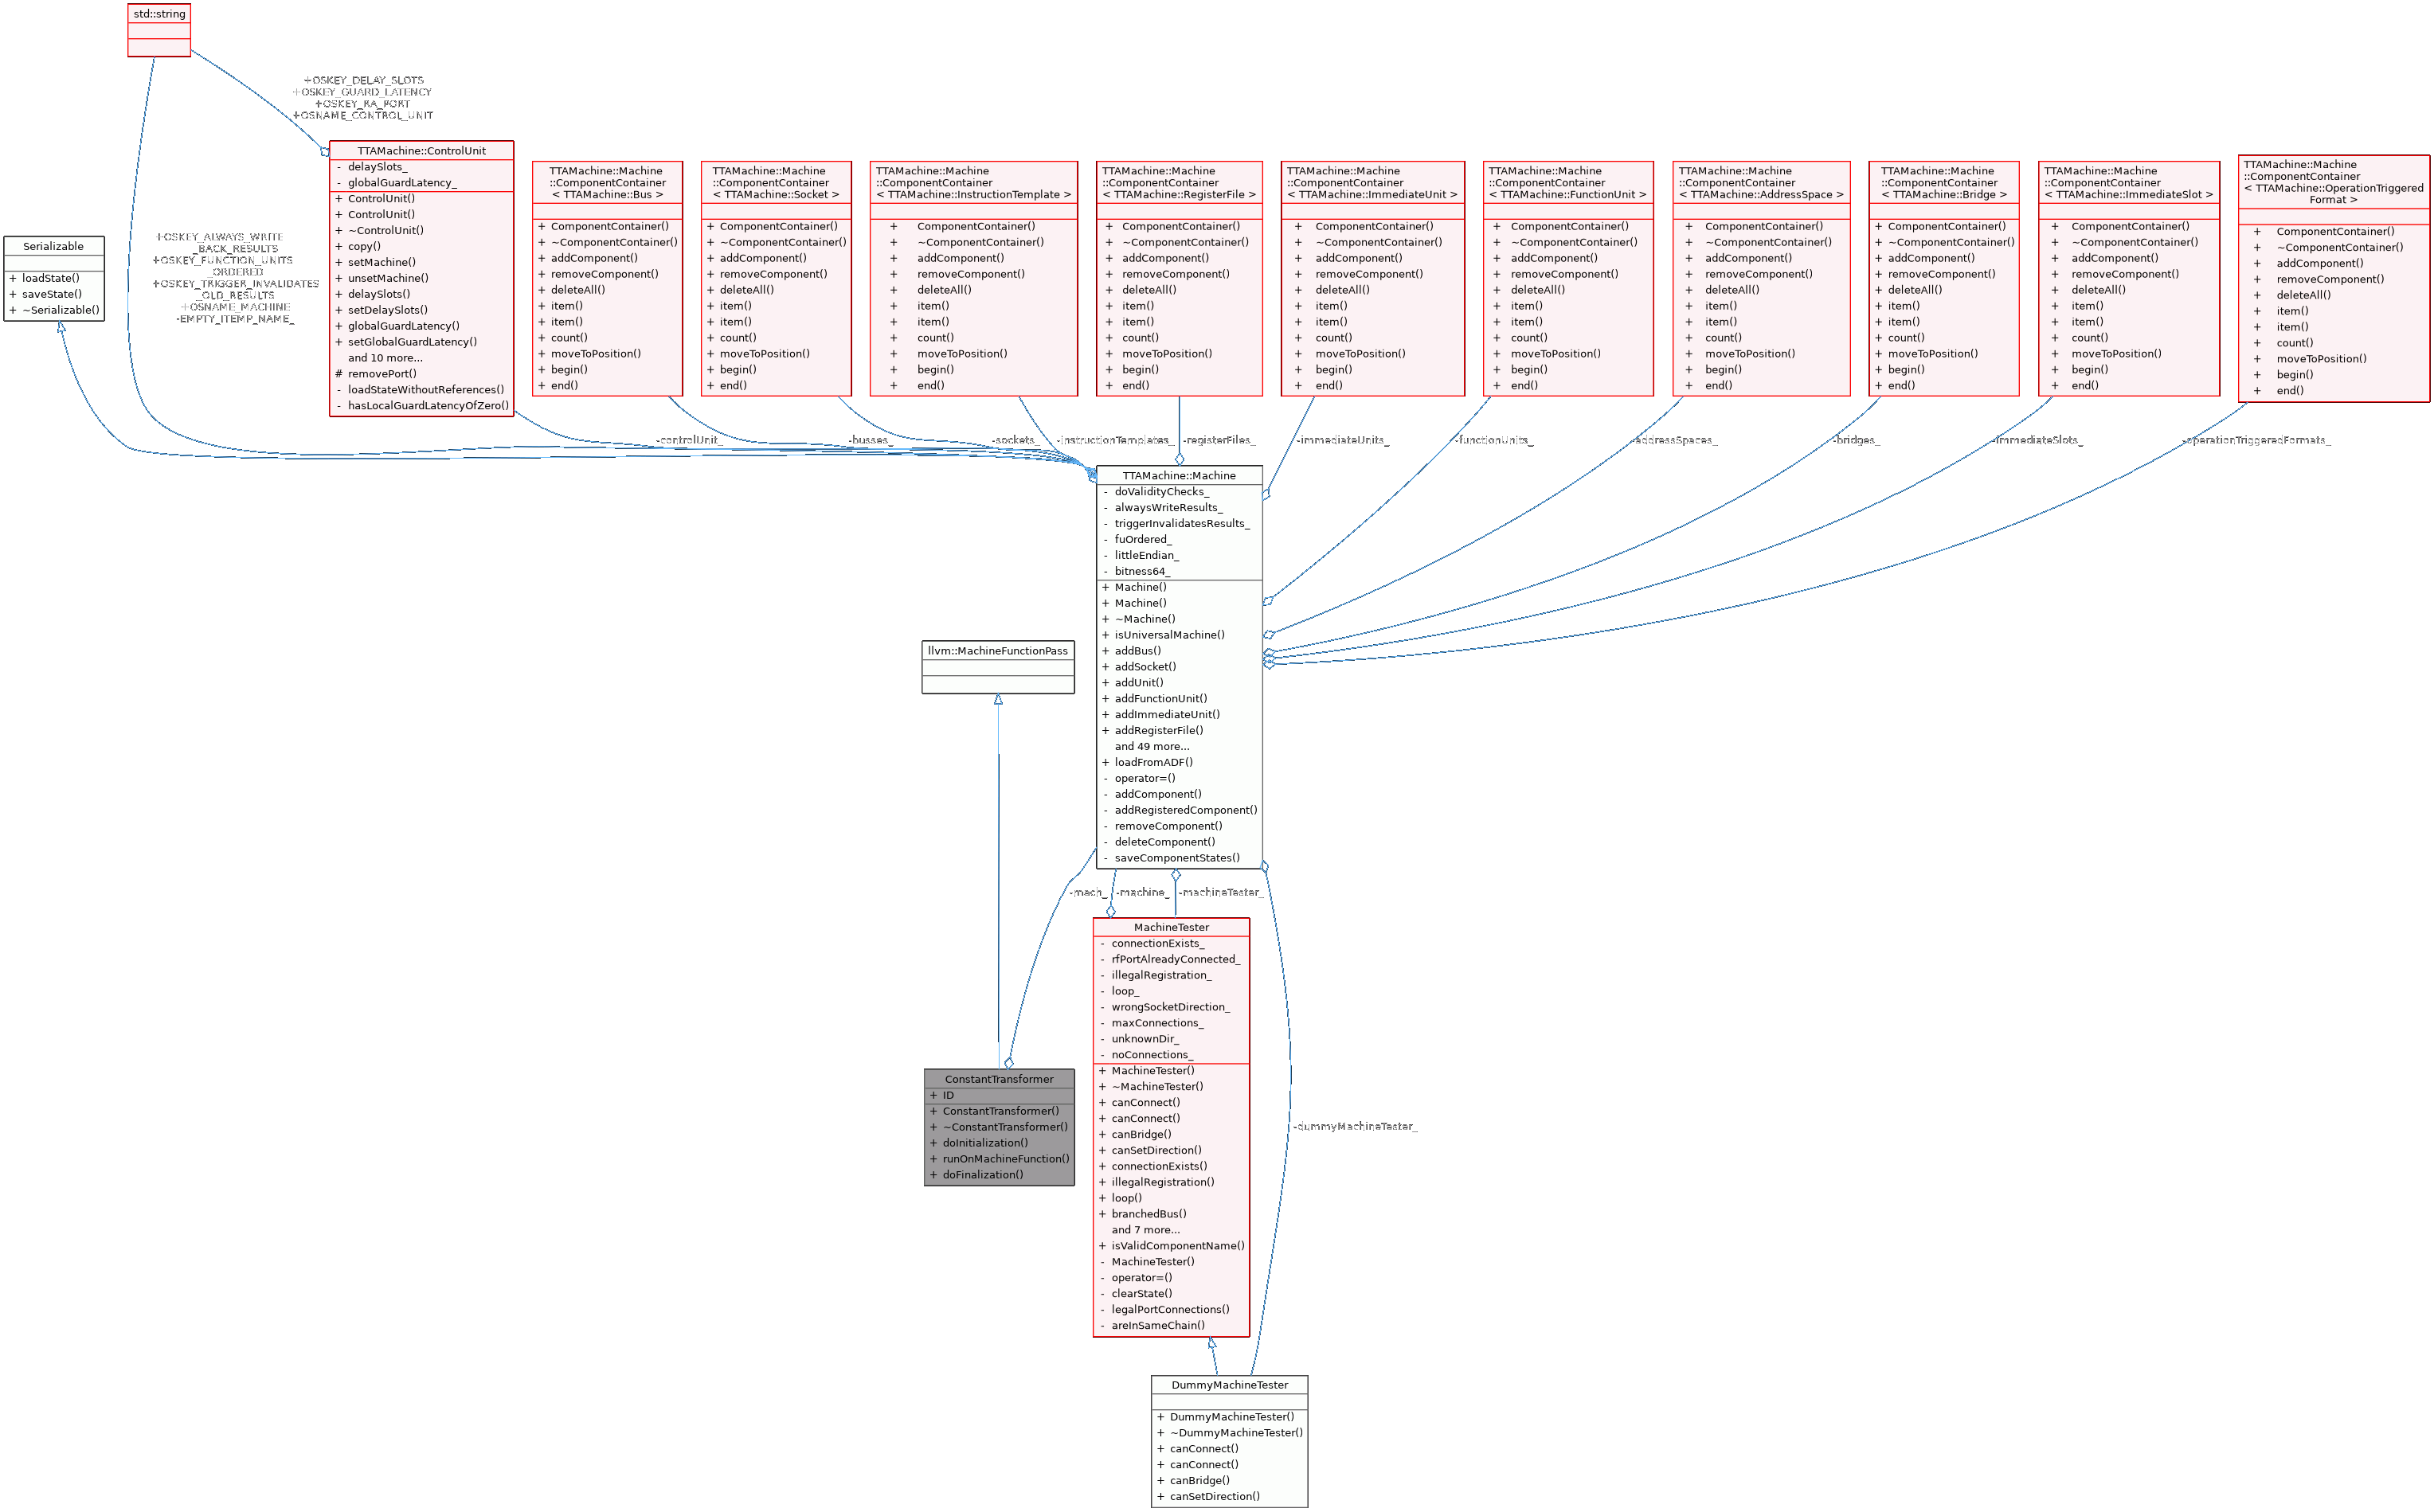 std::string
+OSKEY_DELAY_SLOTS
+OSKEY_GUARD_LATENCY
+OSKEY_RA_PORT
+OSNAME_CONTROL_UNIT
TTAMachine::ControlUnit
- delaySlots_
- globalGuardLatency_
+ ControlUnit()
+ ControlUnit()
+ ~ControlUnit()
+ copy()
+ setMachine()
+ unsetMachine()
+ delaySlots()
+ setDelaySlots()
+ globalGuardLatency()
+ setGlobalGuardLatency()
and 10 more...
# removePort()
- loadStateWithoutReferences()
- hasLocalGuardLatencyOfZero()
TTAMachine::Machine
::ComponentContainer
< TTAMachine::Bus >
+ ComponentContainer()
+ ~ComponentContainer()
+ addComponent()
+ removeComponent()
+ deleteAll()
+ item()
+ item()
+ count()
+ moveToPosition()
+ begin()
+ end()
TTAMachine::Machine
::ComponentContainer
< TTAMachine::Socket >
+ ComponentContainer()
+ ~ComponentContainer()
+ addComponent()
+ removeComponent()
+ deleteAll()
+ item()
+ item()
+ count()
+ moveToPosition()
+ begin()
+ end()
TTAMachine::Machine
::ComponentContainer
< TTAMachine::InstructionTemplate >
+ ComponentContainer()
+ ~ComponentContainer()
+ addComponent()
+ removeComponent()
+ deleteAll()
+ item()
+ item()
+ count()
+ moveToPosition()
+ begin()
+ end()
TTAMachine::Machine
::ComponentContainer
< TTAMachine::RegisterFile >
+ ComponentContainer()
+ ~ComponentContainer()
+ addComponent()
+ removeComponent()
+ deleteAll()
+ item()
+ item()
+ count()
+ moveToPosition()
+ begin()
+ end()
TTAMachine::Machine
::ComponentContainer
< TTAMachine::ImmediateUnit >
+ ComponentContainer()
+ ~ComponentContainer()
+ addComponent()
+ removeComponent()
+ deleteAll()
+ item()
+ item()
+ count()
+ moveToPosition()
+ begin()
+ end()
TTAMachine::Machine
::ComponentContainer
< TTAMachine::FunctionUnit >
+ ComponentContainer()
+ ~ComponentContainer()
+ addComponent()
+ removeComponent()
+ deleteAll()
+ item()
+ item()
+ count()
+ moveToPosition()
+ begin()
+ end()
TTAMachine::Machine
::ComponentContainer
< TTAMachine::AddressSpace >
+ ComponentContainer()
+ ~ComponentContainer()
+ addComponent()
+ removeComponent()
+ deleteAll()
+ item()
+ item()
+ count()
+ moveToPosition()
+ begin()
+ end()
TTAMachine::Machine
::ComponentContainer
< TTAMachine::Bridge >
+ ComponentContainer()
+ ~ComponentContainer()
+ addComponent()
+ removeComponent()
+ deleteAll()
+ item()
+ item()
+ count()
+ moveToPosition()
+ begin()
+ end()
TTAMachine::Machine
::ComponentContainer
< TTAMachine::ImmediateSlot >
+ ComponentContainer()
+ ~ComponentContainer()
+ addComponent()
+ removeComponent()
+ deleteAll()
+ item()
+ item()
+ count()
+ moveToPosition()
+ begin()
+ end()
TTAMachine::Machine
::ComponentContainer
< TTAMachine::OperationTriggered
Format >
+ ComponentContainer()
+ ~ComponentContainer()
+ addComponent()
+ removeComponent()
+ deleteAll()
+ item()
+ item()
+ count()
+ moveToPosition()
+ begin()
+ end()
Serializable
+ loadState()
+ saveState()
+ ~Serializable()
+OSKEY_ALWAYS_WRITE
_BACK_RESULTS
+OSKEY_FUNCTION_UNITS
_ORDERED
+OSKEY_TRIGGER_INVALIDATES
_OLD_RESULTS
+OSNAME_MACHINE
-EMPTY_ITEMP_NAME_
-controlUnit_
-busses_
-sockets_
-instructionTemplates_
-registerFiles_
-immediateUnits_
-functionUnits_
-addressSpaces_
-bridges_
-immediateSlots_
-operationTriggeredFormats_
TTAMachine::Machine
- doValidityChecks_
- alwaysWriteResults_
- triggerInvalidatesResults_
- fuOrdered_
- littleEndian_
- bitness64_
+ Machine()
+ Machine()
+ ~Machine()
+ isUniversalMachine()
+ addBus()
+ addSocket()
+ addUnit()
+ addFunctionUnit()
+ addImmediateUnit()
+ addRegisterFile()
and 49 more...
+ loadFromADF()
- operator=()
- addComponent()
- addRegisteredComponent()
- removeComponent()
- deleteComponent()
- saveComponentStates()
llvm::MachineFunctionPass
-mach_
-machine_
-machineTester_
MachineTester
- connectionExists_
- rfPortAlreadyConnected_
- illegalRegistration_
- loop_
- wrongSocketDirection_
- maxConnections_
- unknownDir_
- noConnections_
+ MachineTester()
+ ~MachineTester()
+ canConnect()
+ canConnect()
+ canBridge()
+ canSetDirection()
+ connectionExists()
+ illegalRegistration()
+ loop()
+ branchedBus()
and 7 more...
+ isValidComponentName()
- MachineTester()
- operator=()
- clearState()
- legalPortConnections()
- areInSameChain()
ConstantTransformer
+ ID
+ ConstantTransformer()
+ ~ConstantTransformer()
+ doInitialization()
+ runOnMachineFunction()
+ doFinalization()
-dummyMachineTester_
DummyMachineTester
+ DummyMachineTester()
+ ~DummyMachineTester()
+ canConnect()
+ canConnect()
+ canBridge()
+ canSetDirection()